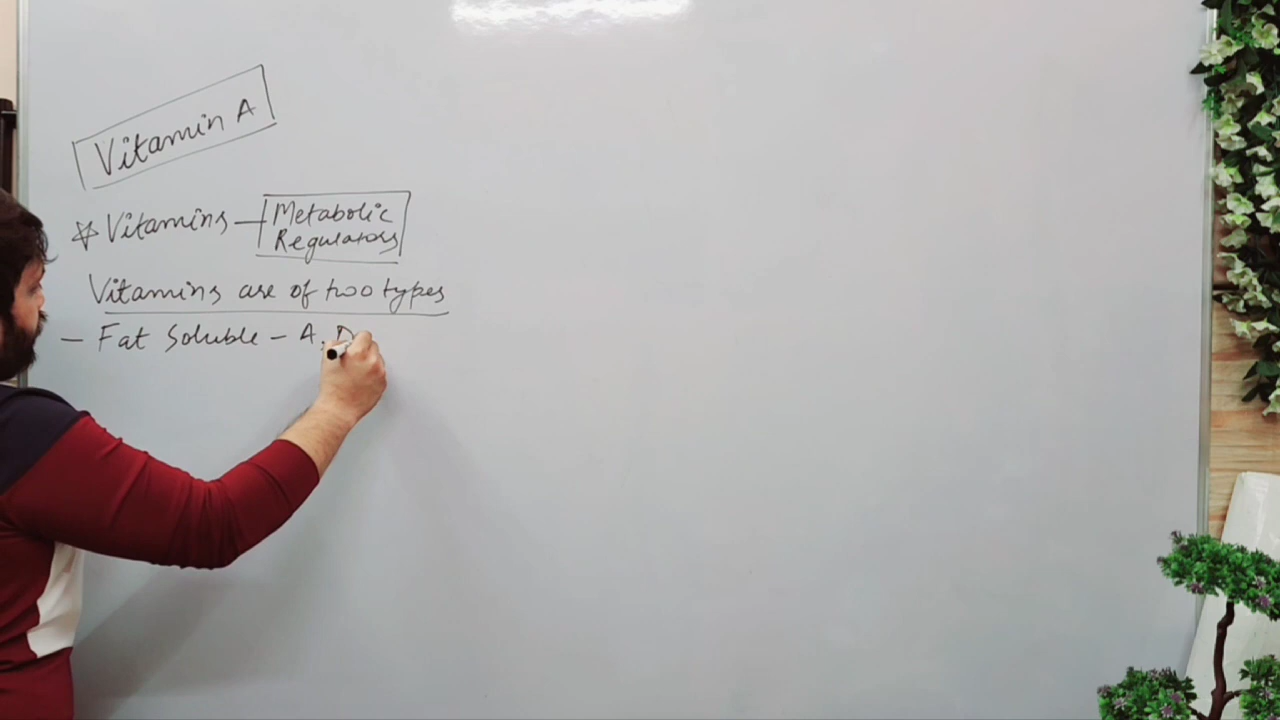 Vitamin A
☆ Vitamins — Metabolic
Regulators
Vitamins are of two types
— Fat Soluble — A, D